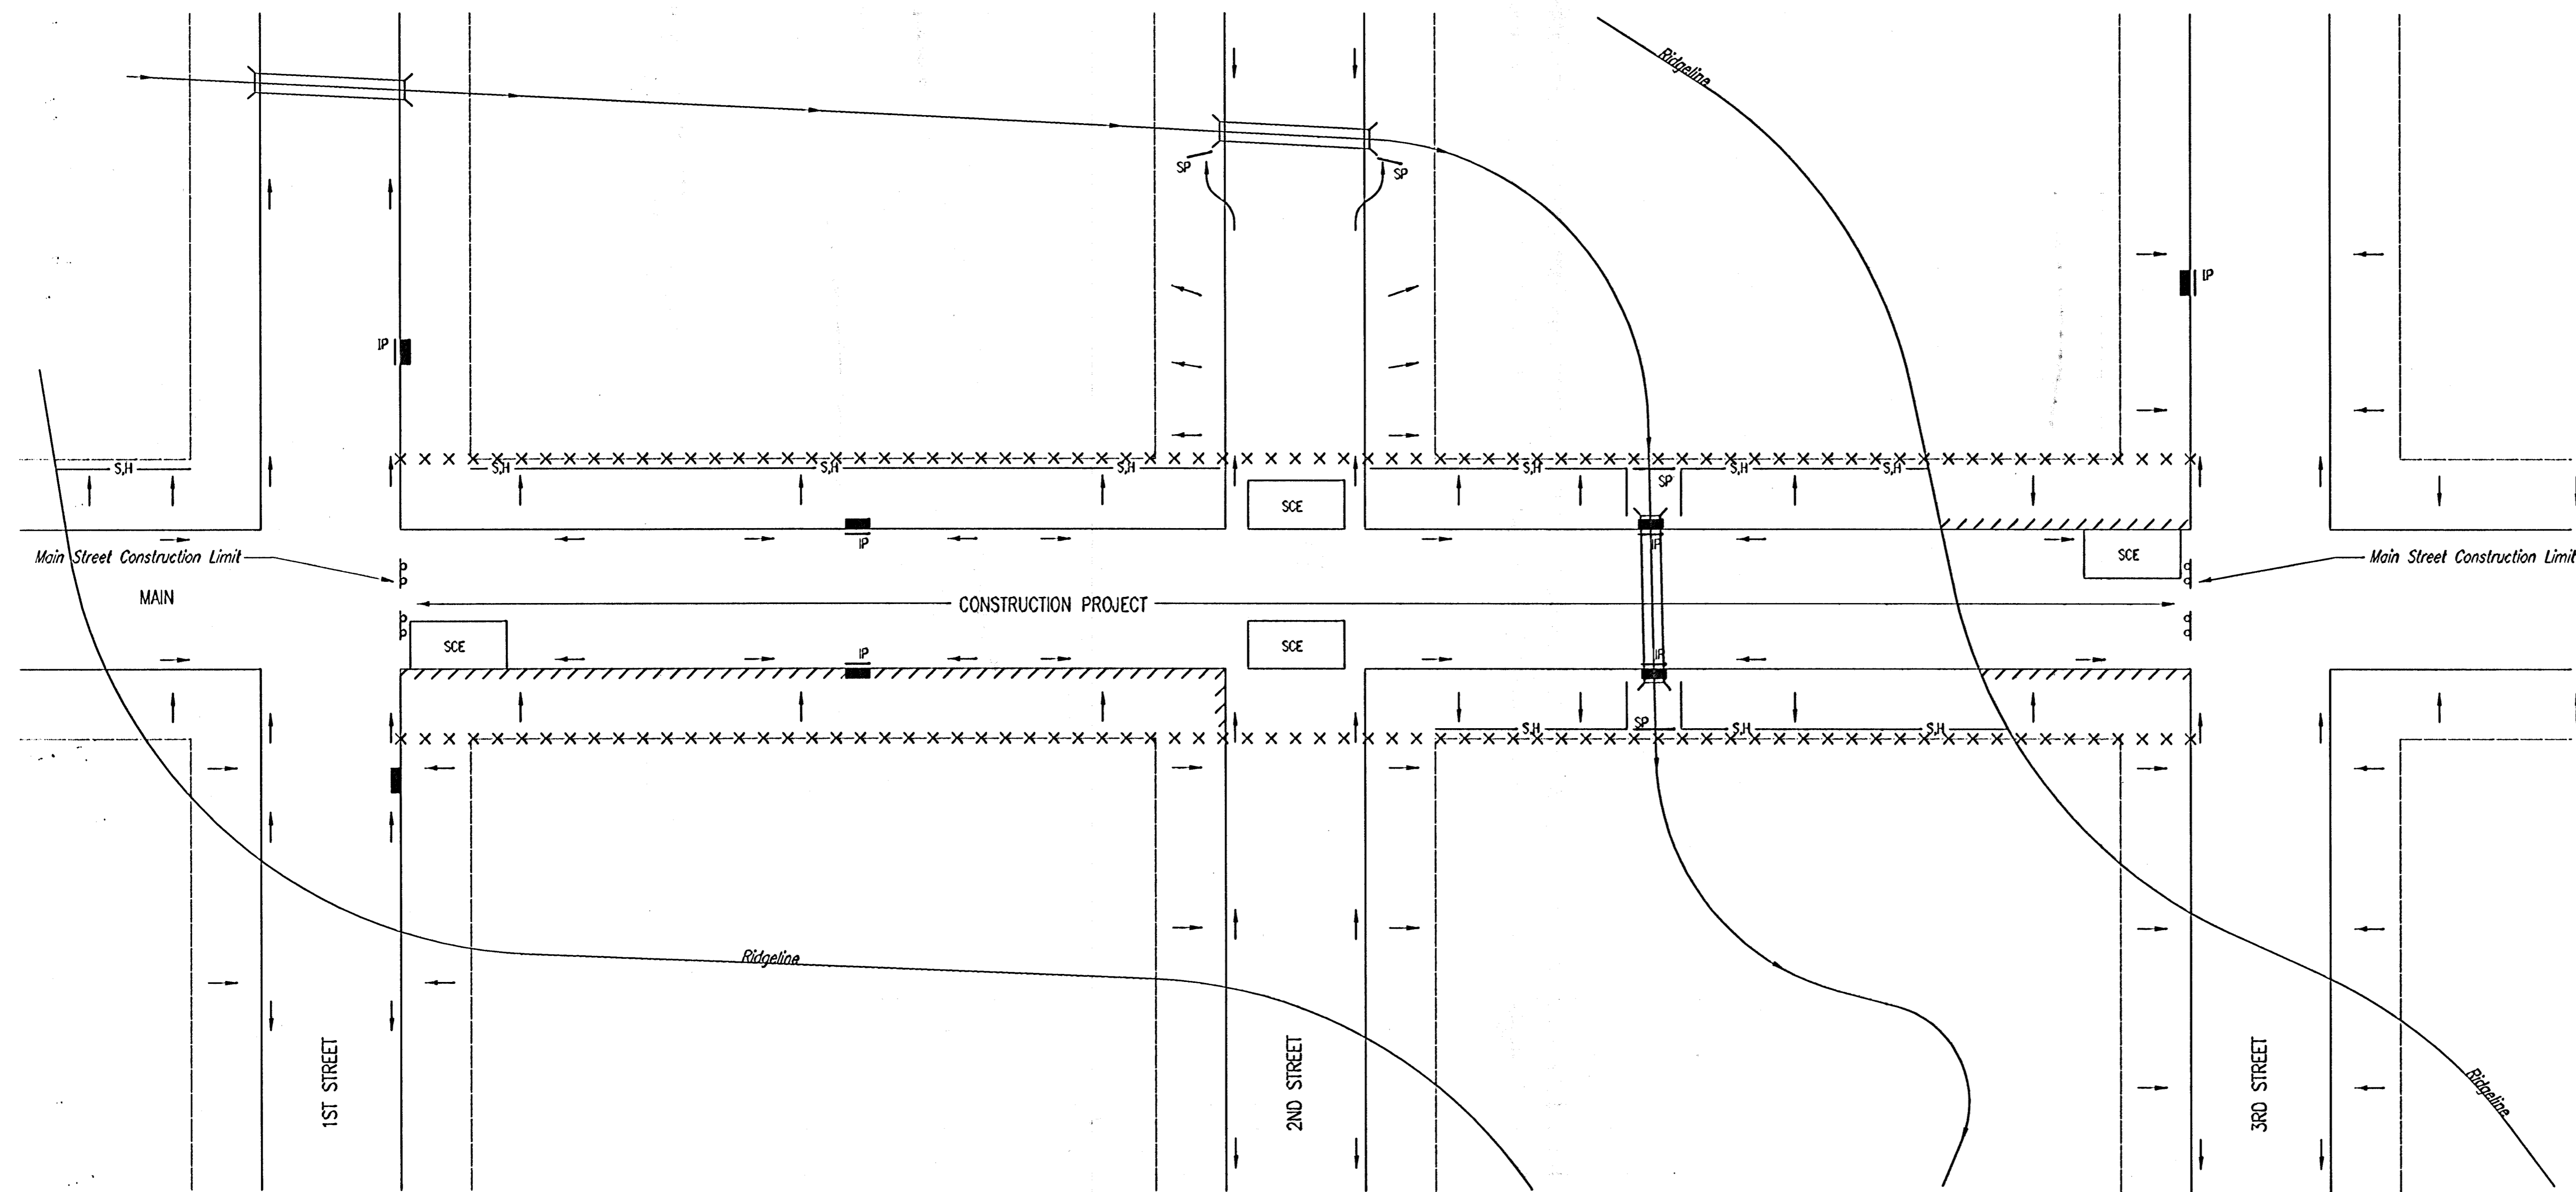 Ridgeline
SP
SP
IP
IP
S,H
S,H
S,H
S,H
S,H
S,H
S,H
SP
SCE
IP
IP
SCE
Main Street Construction Limit
Main Street Construction Limit
MAIN
CONSTRUCTION PROJECT
SCE
SCE
IP
IP
S,H
SP
S,H
S,H
Ridgeline
1ST STREET
2ND STREET
3RD STREET
Ridgeline